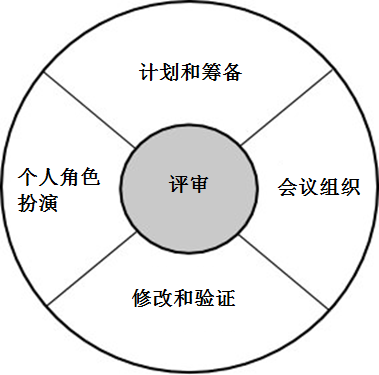 计划和筹备
个人角色
扮演
评审
会议组织
修改和验证